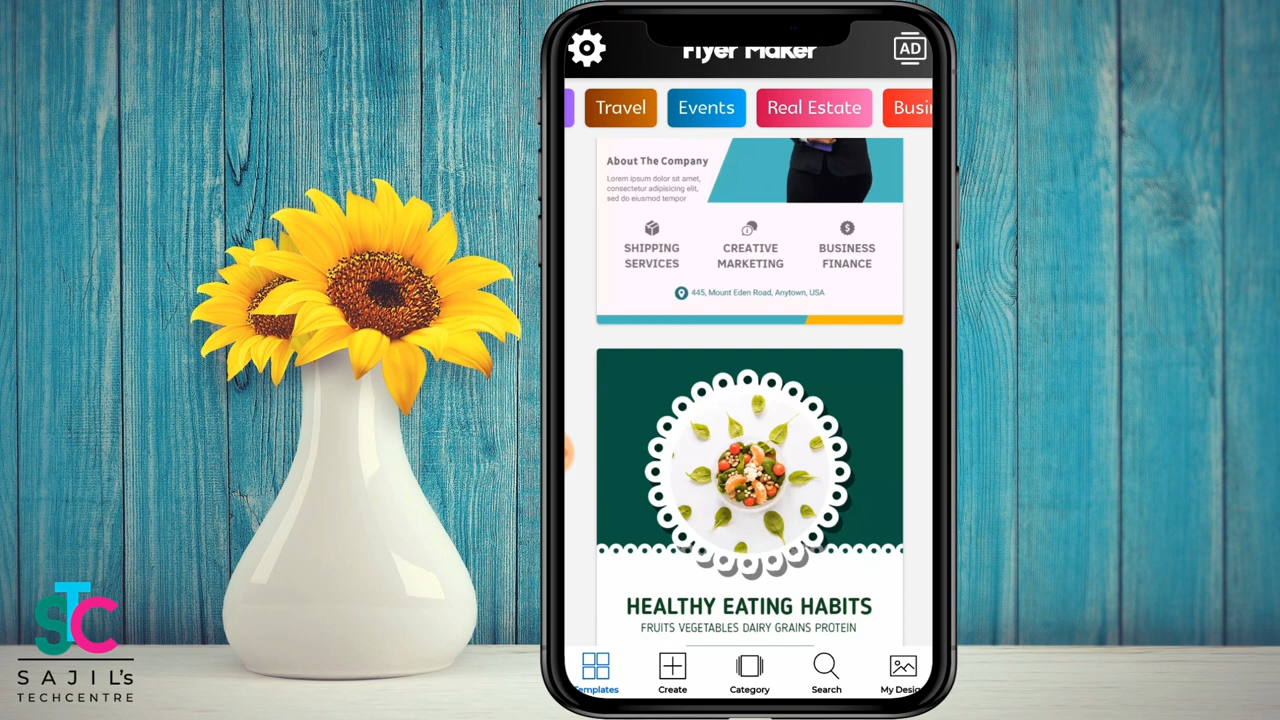 Flyer Maker
AD
Travel
Events
Real Estate
About The Company
Lorem ipsum dolor sit amet,
consectetur adipisicing elit,
sed do eiusmod tempor
SHIPPING
SERVICES
CREATIVE
MARKETING
BUSINESS
FINANCE
445, Mount Eden Road, Anytown, USA
HEALTHY EATING HABITS
FRUITS VEGETABLES DAIRY GRAINS PROTEIN
Templates
Create
Category
Search
My
STC
SAJIL's
TECHCENTRE